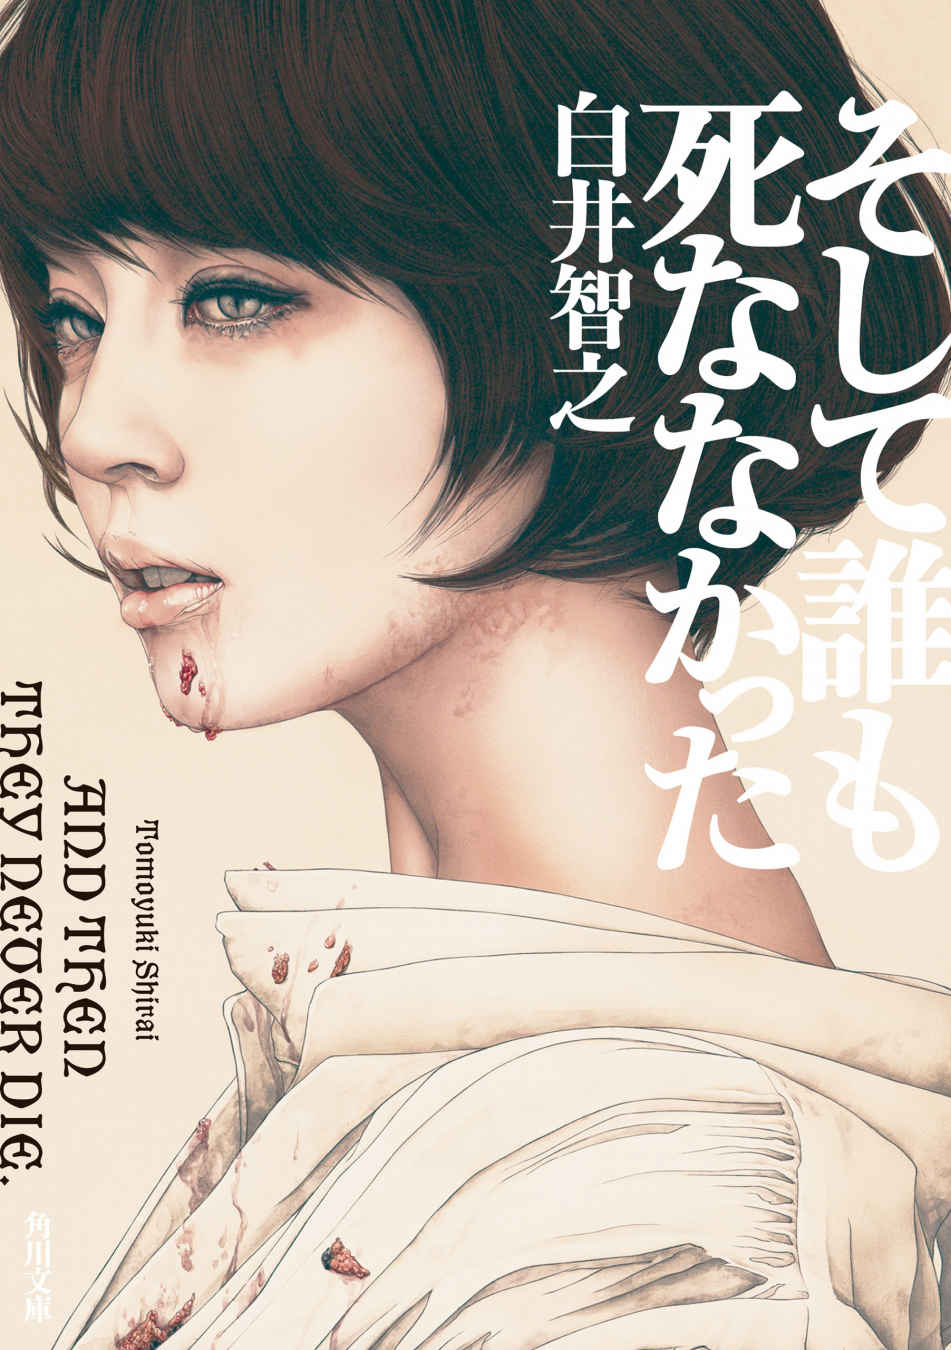 そして誰も
死ななかった
白井智之
Tomoyuki Shirai
AND THEN
THEY NEVER DIE.
角川文庫